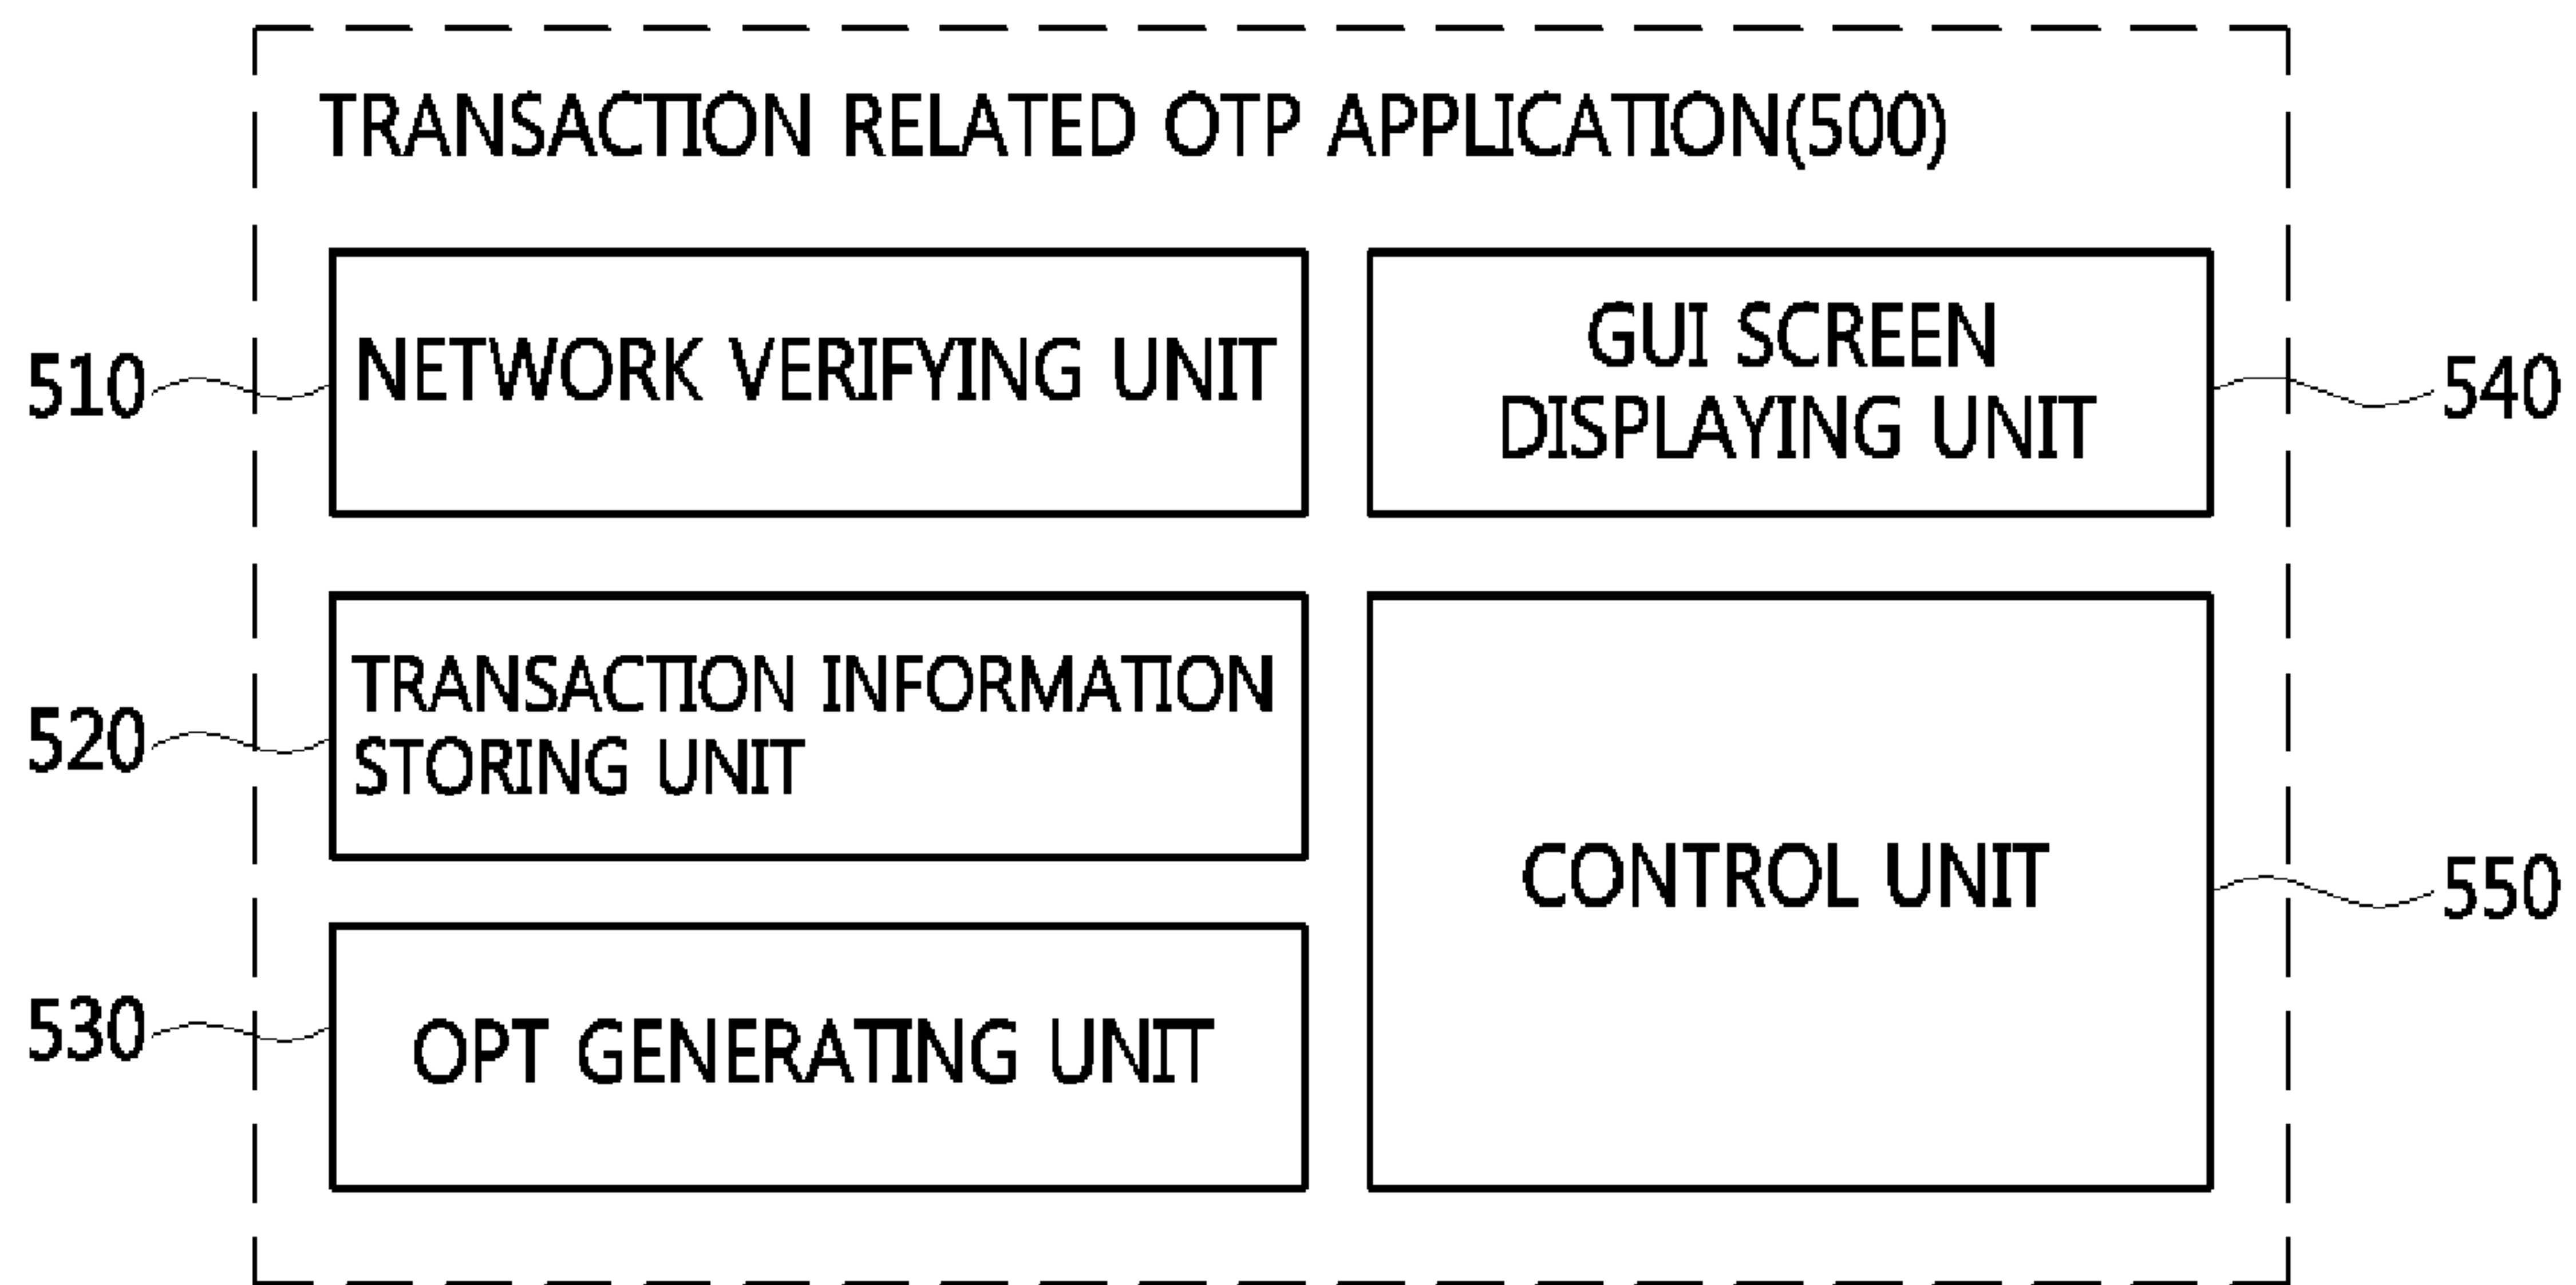 TRANSACTION RELATED OTP APPLICATION(500)
510
NETWORK VERIFYING UNIT
GUI SCREEN
DISPLAYING UNIT
540
520
TRANSACTION INFORMATION
STORING UNIT
CONTROL UNIT
550
530
OPT GENERATING UNIT